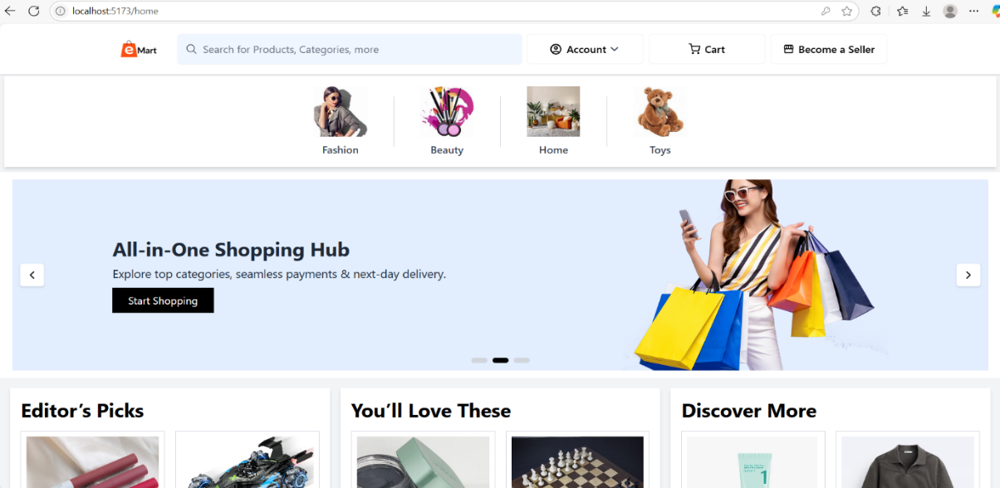 localhost:5173/home
e Mart
Search for Products, Categories, more
Account
Cart
Become a Seller
Fashion
Beauty
Home
Toys
All-in-One Shopping Hub
Explore top categories, seamless payments & next-day delivery.
Start Shopping
Editor’s Picks
You’ll Love These
Discover More
1